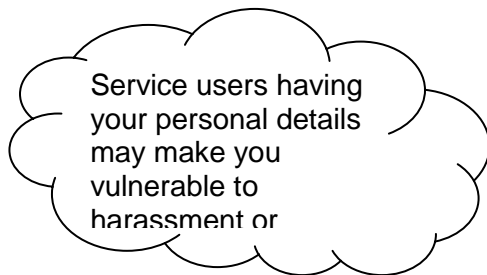 Service users having
your personal details
may make you
vulnerable to
harassment or